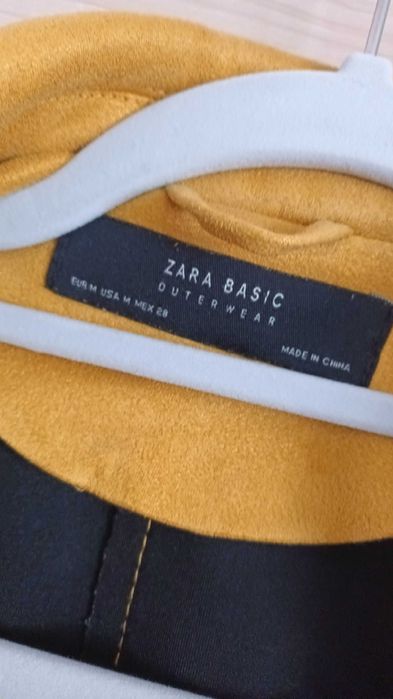 ZARA BASIC
OUTERWEAR
EUR M USA M MEX 28
MADE IN CHINA